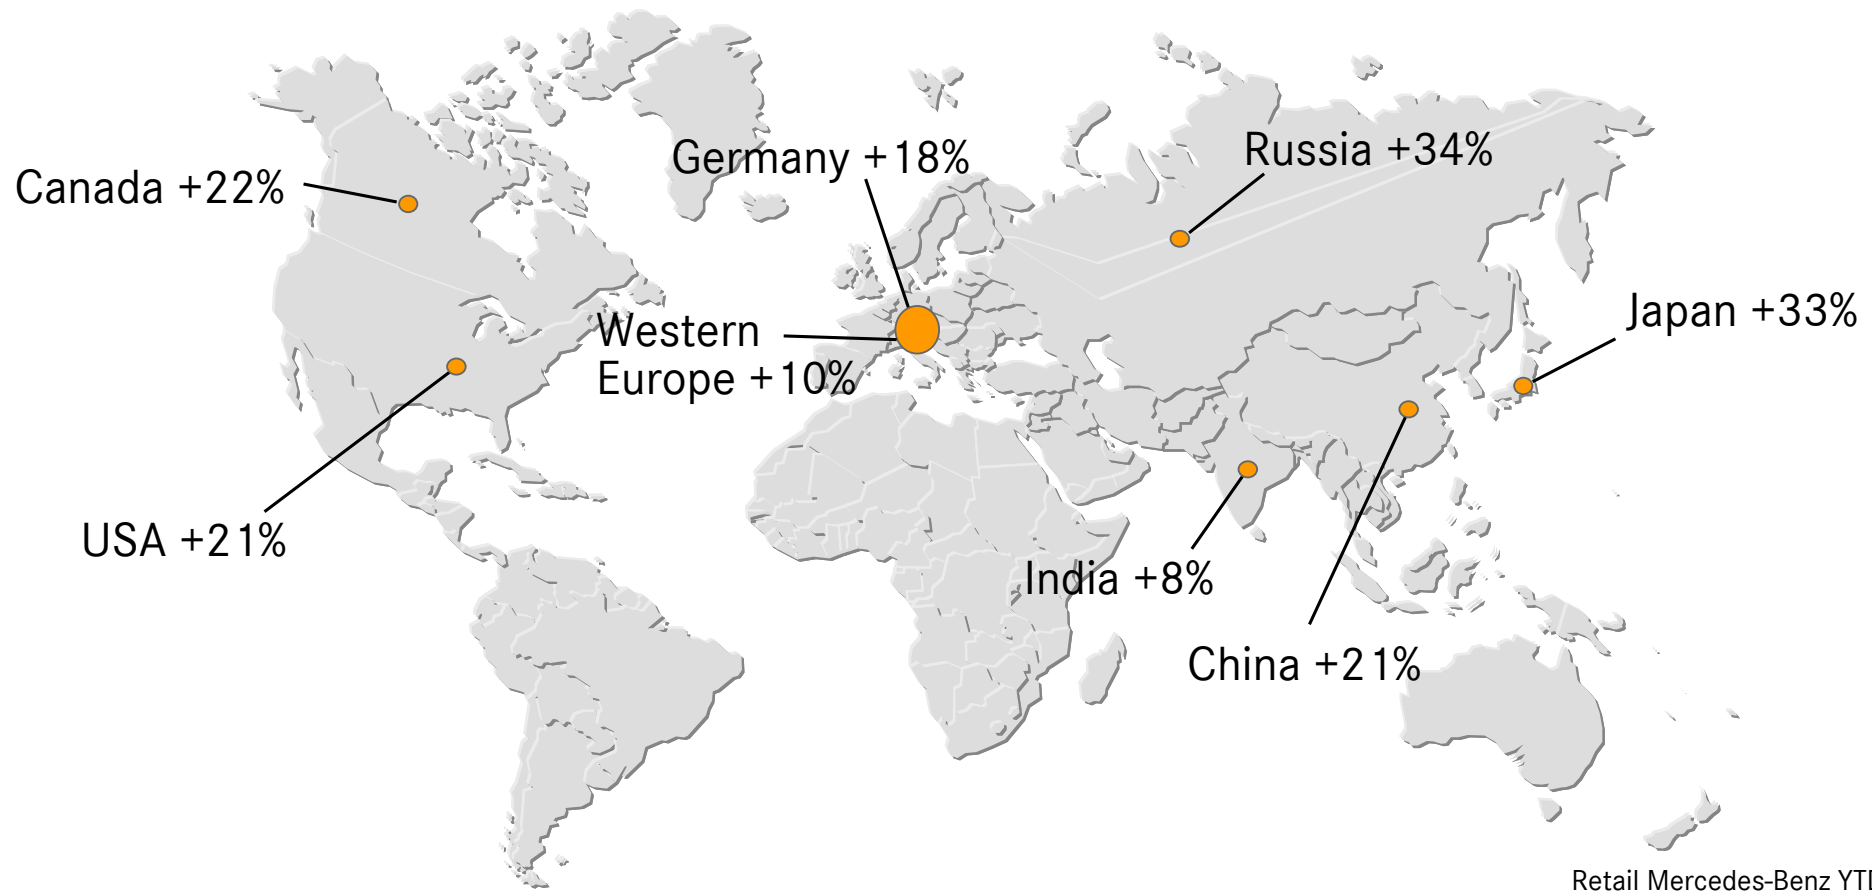 Germany +18%
Russia +34%
Canada +22%
Japan +33%
Western
Europe +10%
USA +21%
India +8%
China +21%
Retail Mercedes-Benz